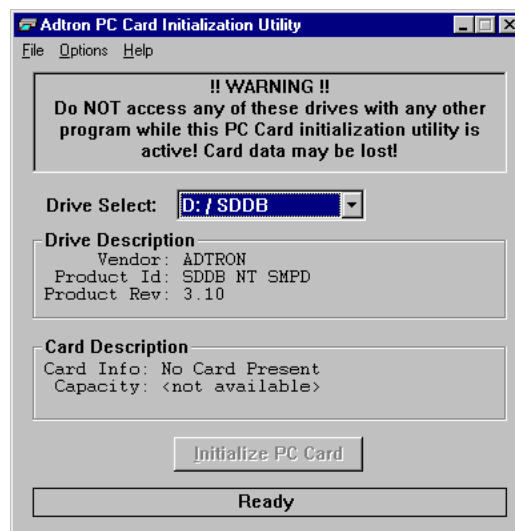 Adtron PC Card Initialization Utility
File Options Help
!! WARNING !!
Do NOT access any of these drives with any other
program while this PC Card initialization utility is
active! Card data may be lost!
Drive Select: D: / SDDB
Drive Description
Vendor: ADTRON
Product Id: SDDB NT SMPD
Product Rev: 3.10
Card Description
Card Info: No Card Present
Capacity: <not available>
Initialize PC Card
Ready